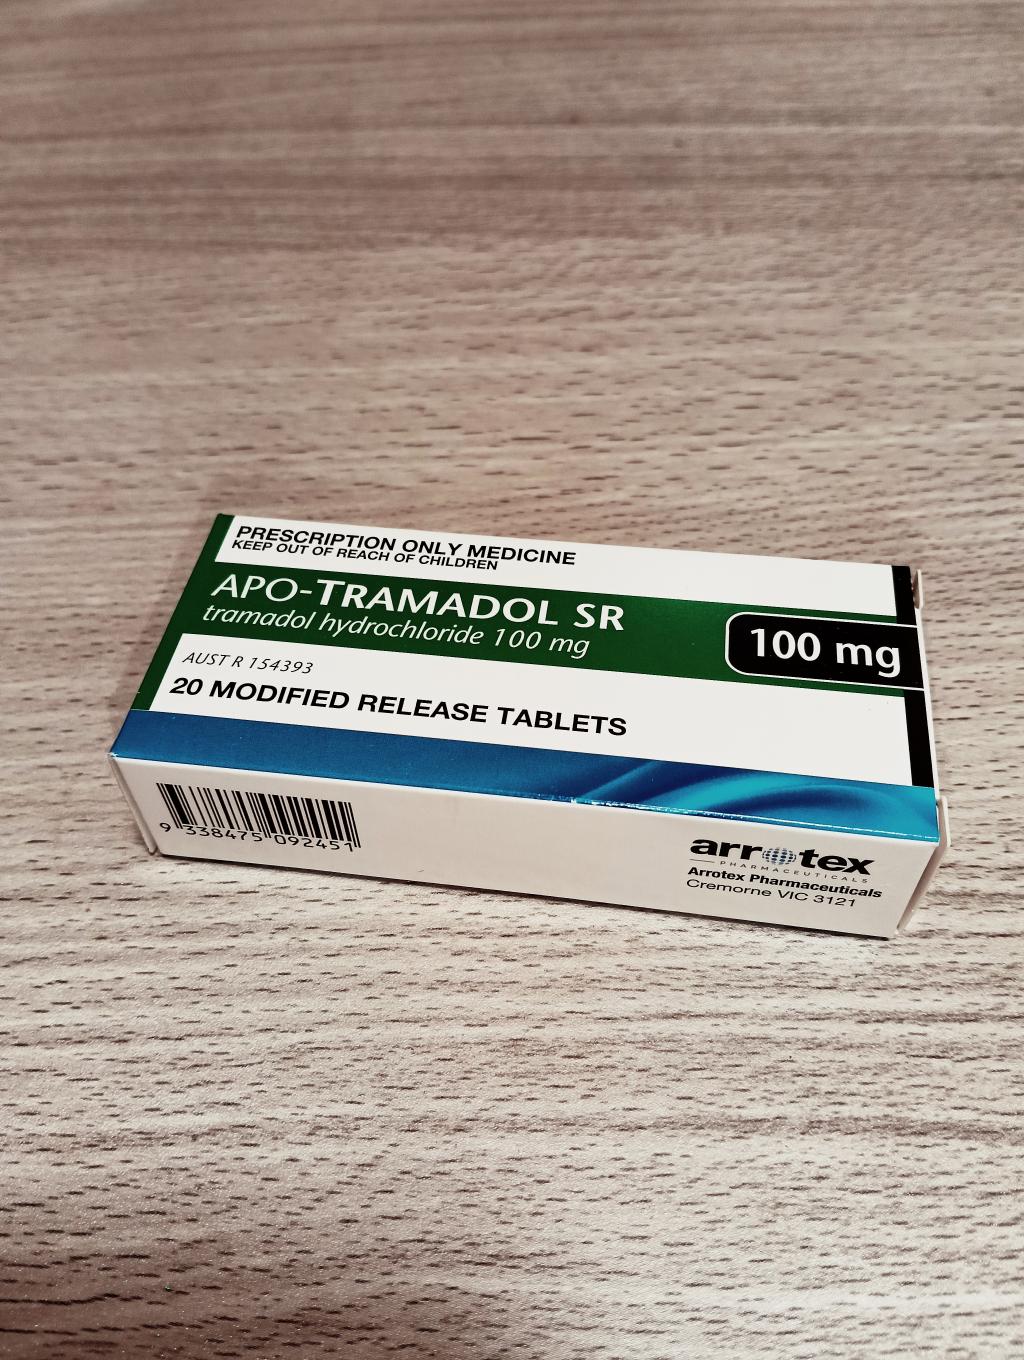 PRESCRIPTION ONLY MEDICINE
KEEP OUT OF REACH OF CHILDREN
APO-TRAMADOL SR
tramadol hydrochloride 100 mg
100 mg
AUST R 154393
20 MODIFIED RELEASE TABLETS
9 338475 092451
arrotex
PHARMACEUTICALS
Arrotex Pharmaceuticals
Cremorne VIC 3121